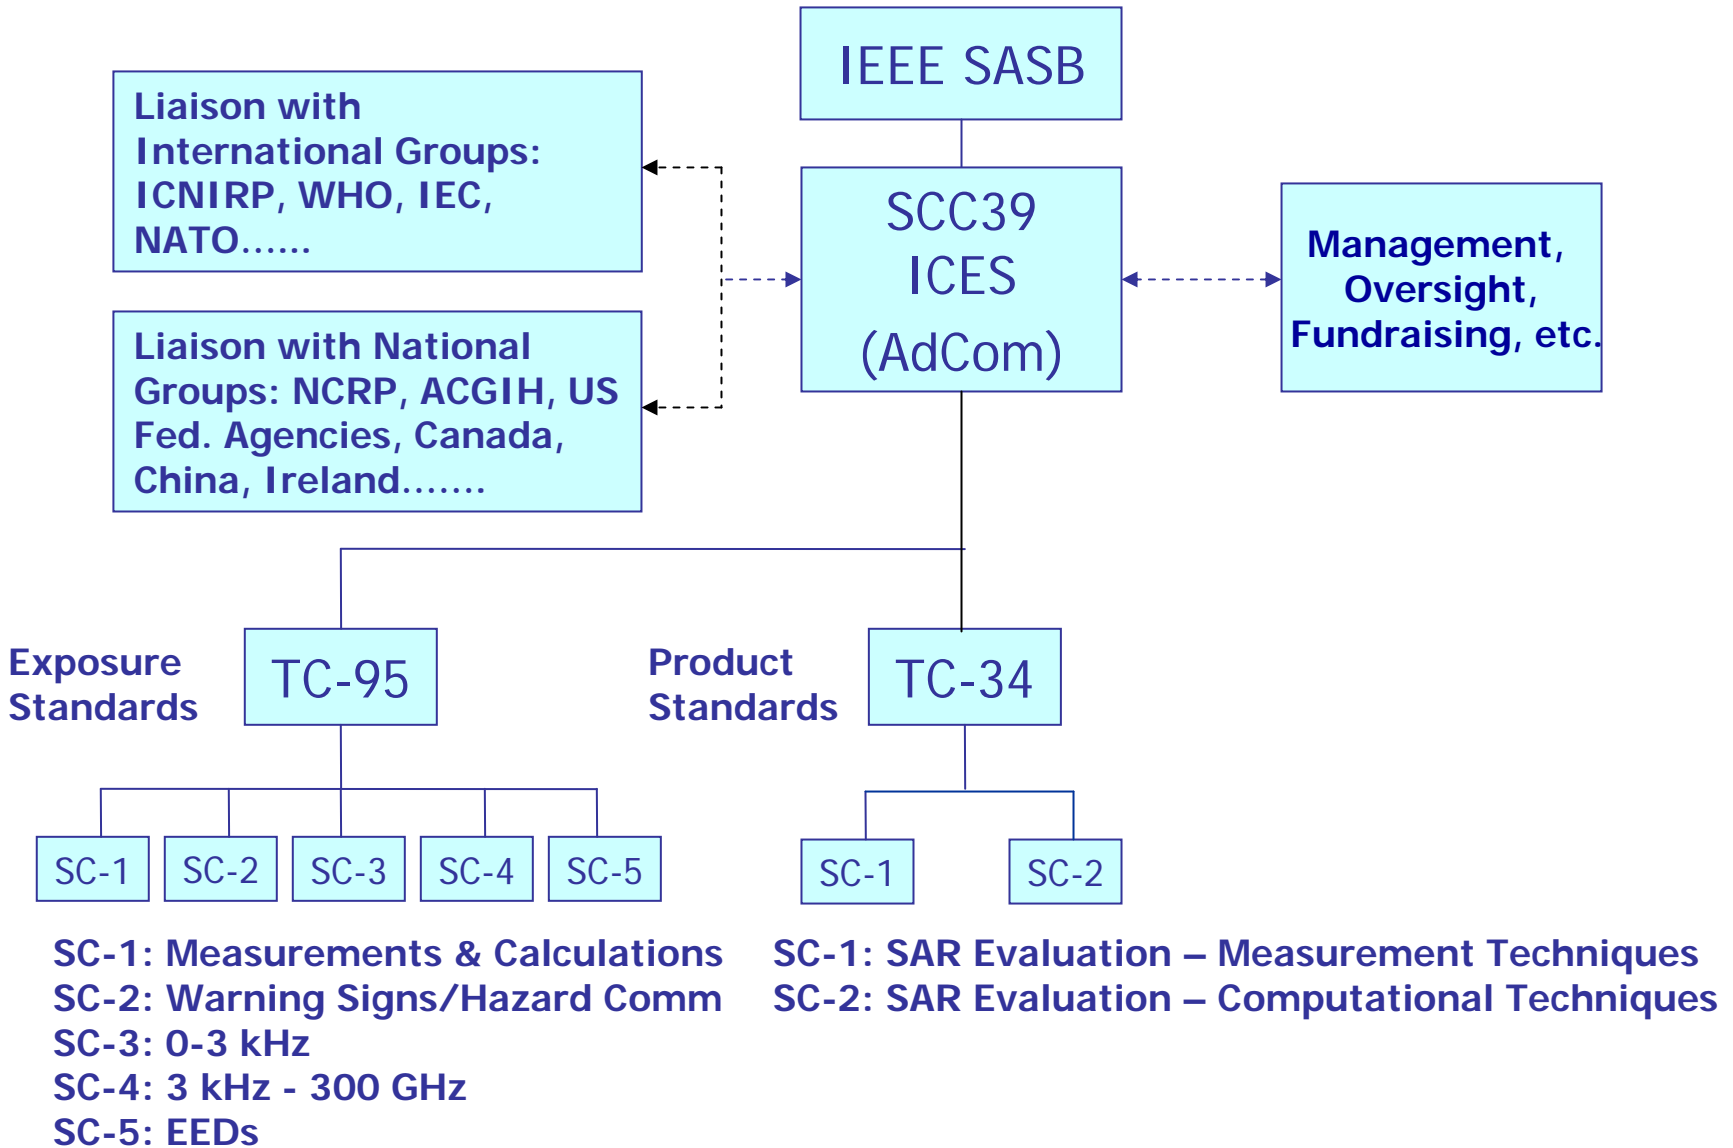 IEEE SASB
Liaison with
International Groups:
ICNIRP, WHO, IEC,
NATO......
SCC39
ICES
(AdCom)
Management,
Oversight,
Fundraising, etc.
Liaison with National
Groups: NCRP, ACGIH, US
Fed. Agencies, Canada,
China, Ireland.......
Exposure
Standards
TC-95
Product
Standards
TC-34
SC-1
SC-2
SC-3
SC-4
SC-5
SC-1
SC-2
SC-1: Measurements & Calculations
SC-2: Warning Signs/Hazard Comm
SC-3: 0-3 kHz
SC-4: 3 kHz - 300 GHz
SC-5: EEDs
SC-1: SAR Evaluation – Measurement Techniques
SC-2: SAR Evaluation – Computational Techniques